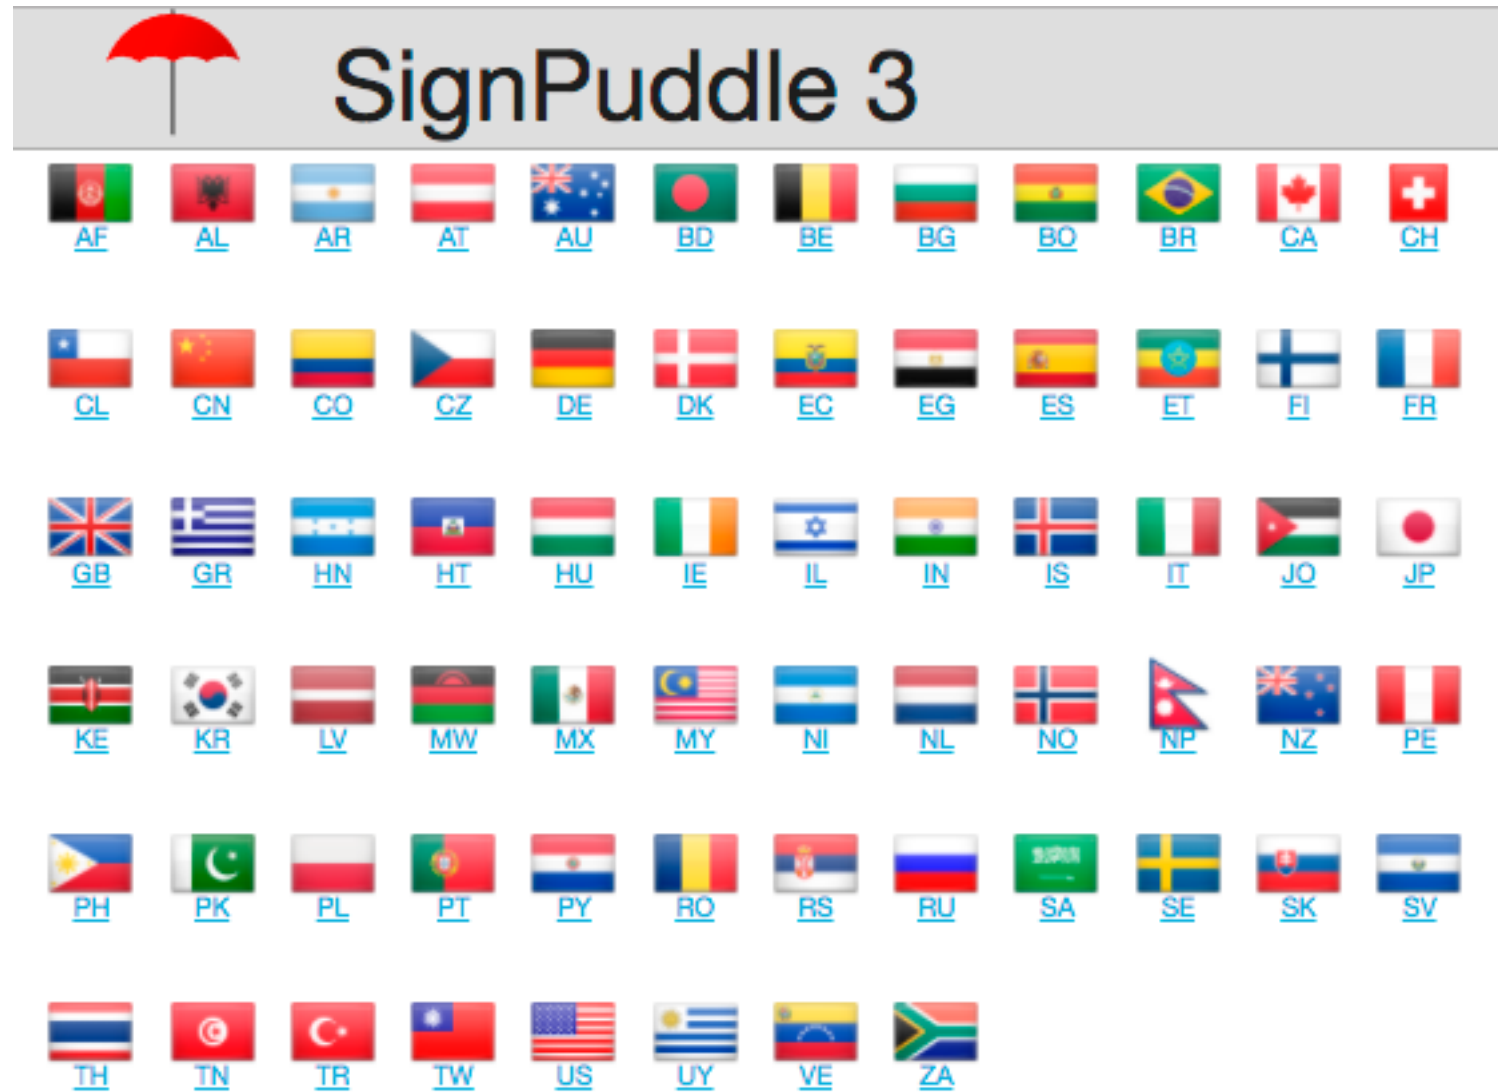 SignPuddle 3
AF AL AR AT AU BD BE BG BO BR CA CH
CL CN CO CZ DE DK EC EG ES ET FI FR
GB GR HN HT HU IE IL IN IS IT JO JP
KE KR LV MW MX MY NI NL NO NP NZ PE
PH PK PL PT PY RO RS RU SA SE SK SV
TH TN TR TW US UY VE ZA